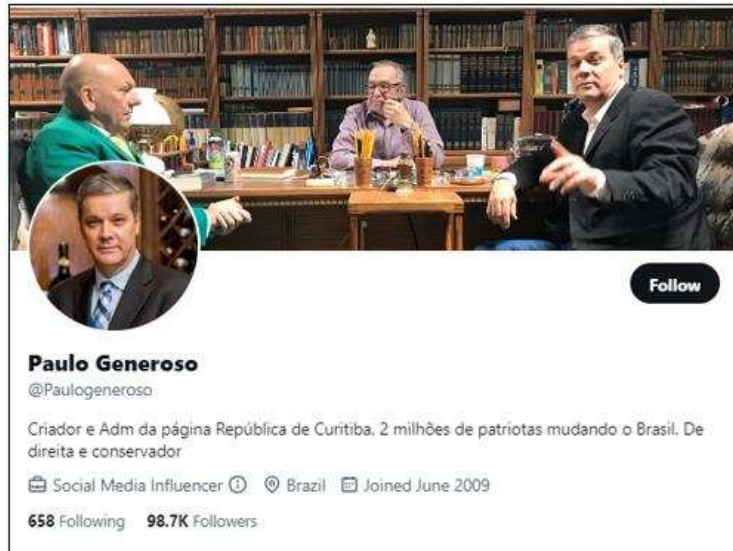 Follow
Paulo Generoso
@Paulogeneroso
Criador e Adm da página República de Curitiba. 2 milhões de patriotas mudando o Brasil. De
direita e conservador
Social Media Influencer Brazil Joined June 2009
658 Following 98.7K Followers